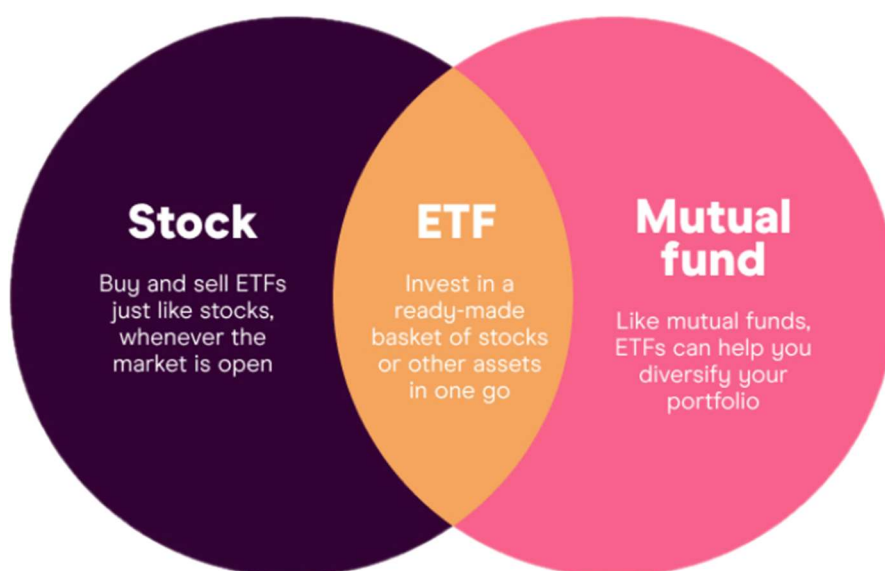 Stock
Buy and sell ETFs
just like stocks,
whenever the
market is open
ETF
Invest in a
ready-made
basket of stocks
or other assets
in one go
Mutual
fund
Like mutual funds,
ETFs can help you
diversify your
portfolio